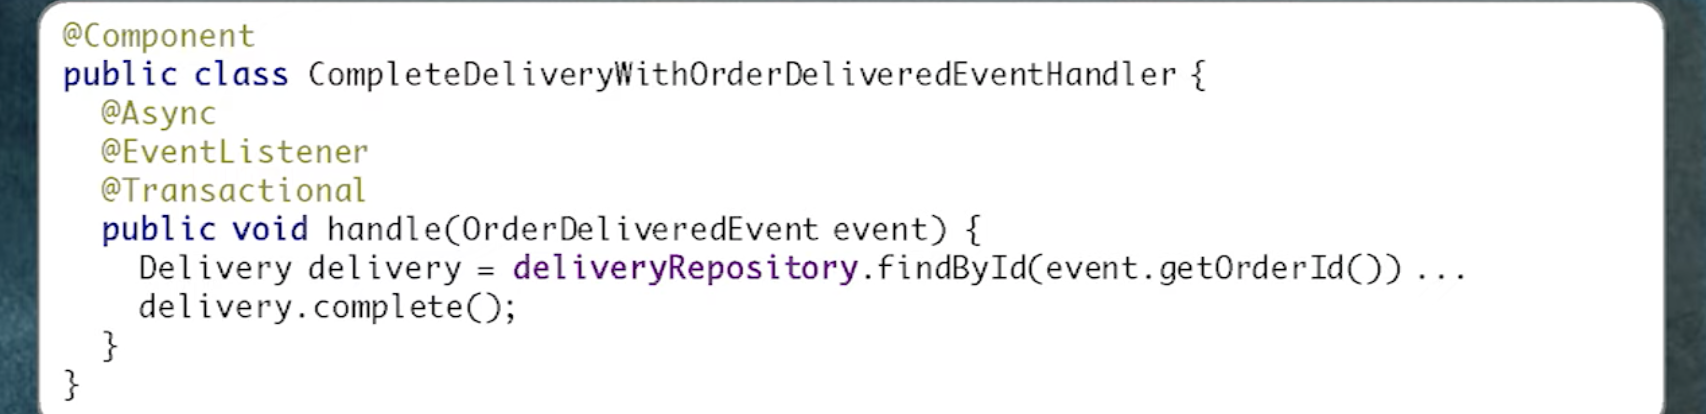 @Component
public class CompleteDeliveryWithOrderDeliveredEventHandler {
@Async
@EventListener
@Transactional
public void handle(OrderDeliveredEvent event) {
Delivery delivery = deliveryRepository.findById(event.getOrderId()) ...
delivery.complete();
}
}